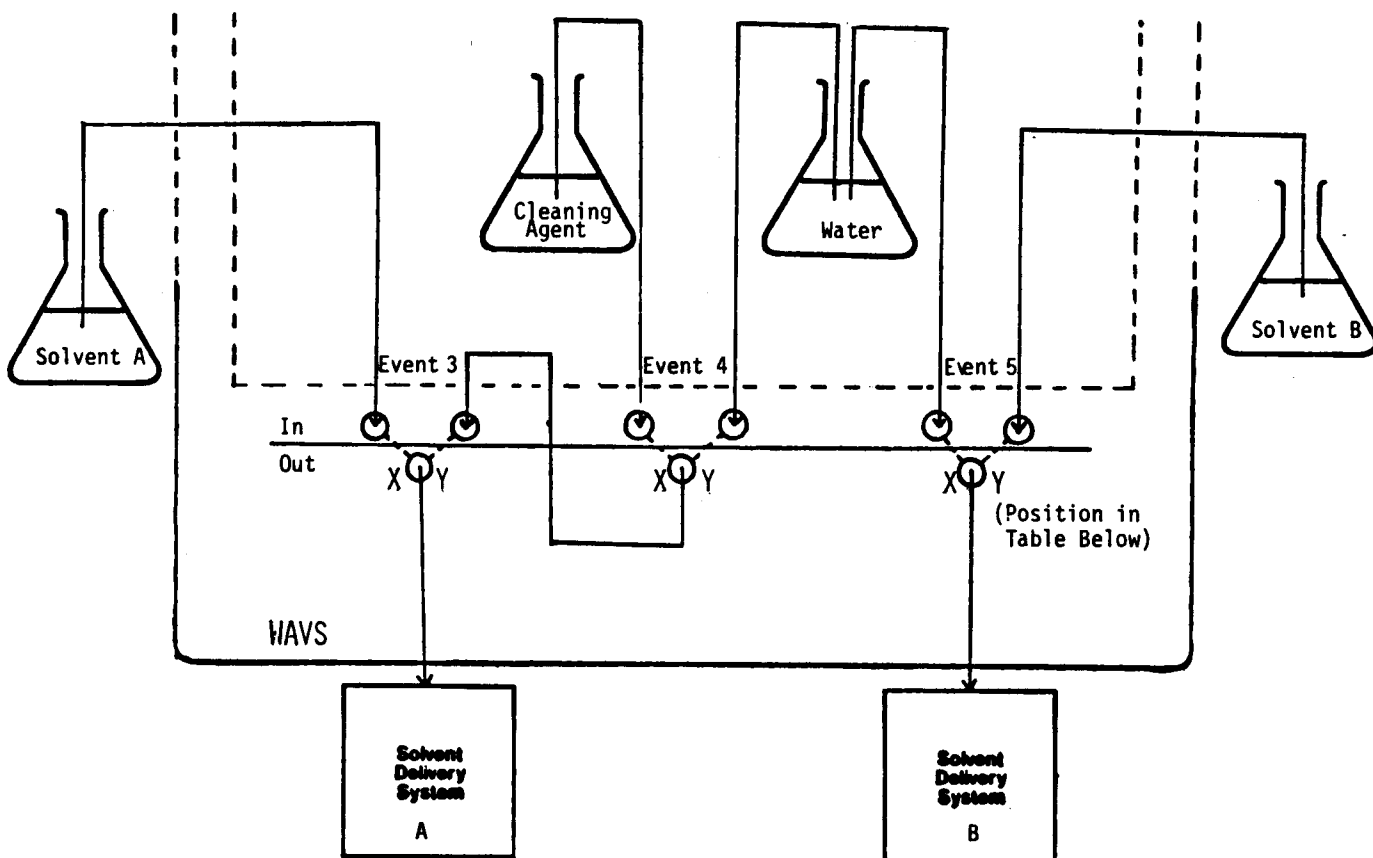 Cleaning
Agent
Water
Solvent A
Solvent B
Event 3
Event 4
Event 5
In
Out
X
Y
X
Y
X
Y
(Position in
Table Below)
WAVS
Solvent
Delivery
System
A
Solvent
Delivery
System
B